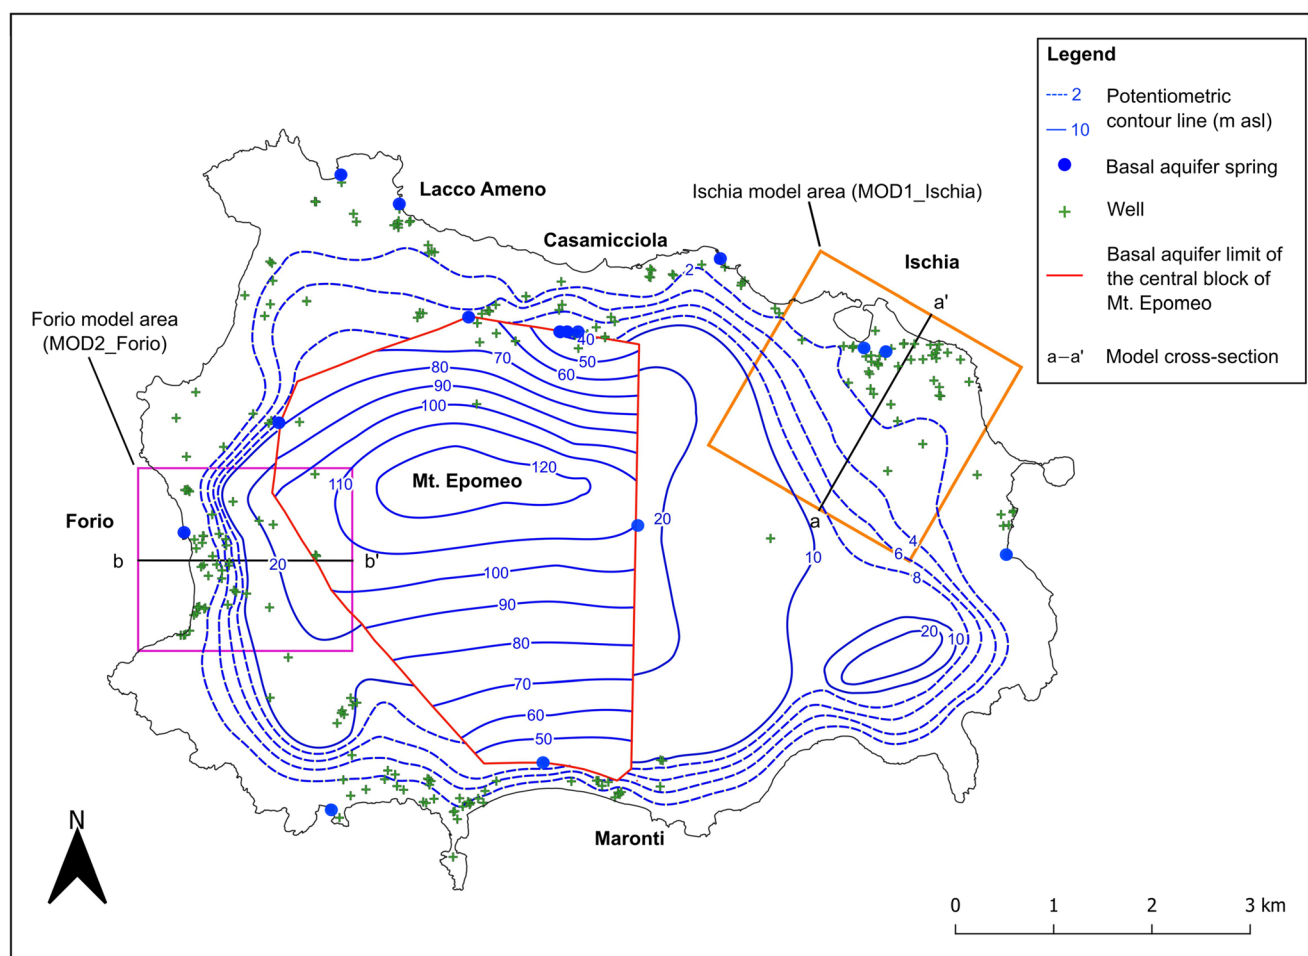 Legend
2
10
Potentiometric
contour line (m asl)
Basal aquifer spring
Well
Basal aquifer limit of
the central block of
Mt. Epomeo
a–a' Model cross-section
Lacco Ameno
Ischia model area (MOD1_Ischia)
Casamicciola
Ischia
2
a'
Forio model area
(MOD2_Forio)
40
50
60
70
80
90
100
120
110
Mt. Epomeo
Forio
20
a
10
4
6
8
b
b'
20
100
90
80
20
10
70
60
50
Maronti
N
0 1 2 3 km